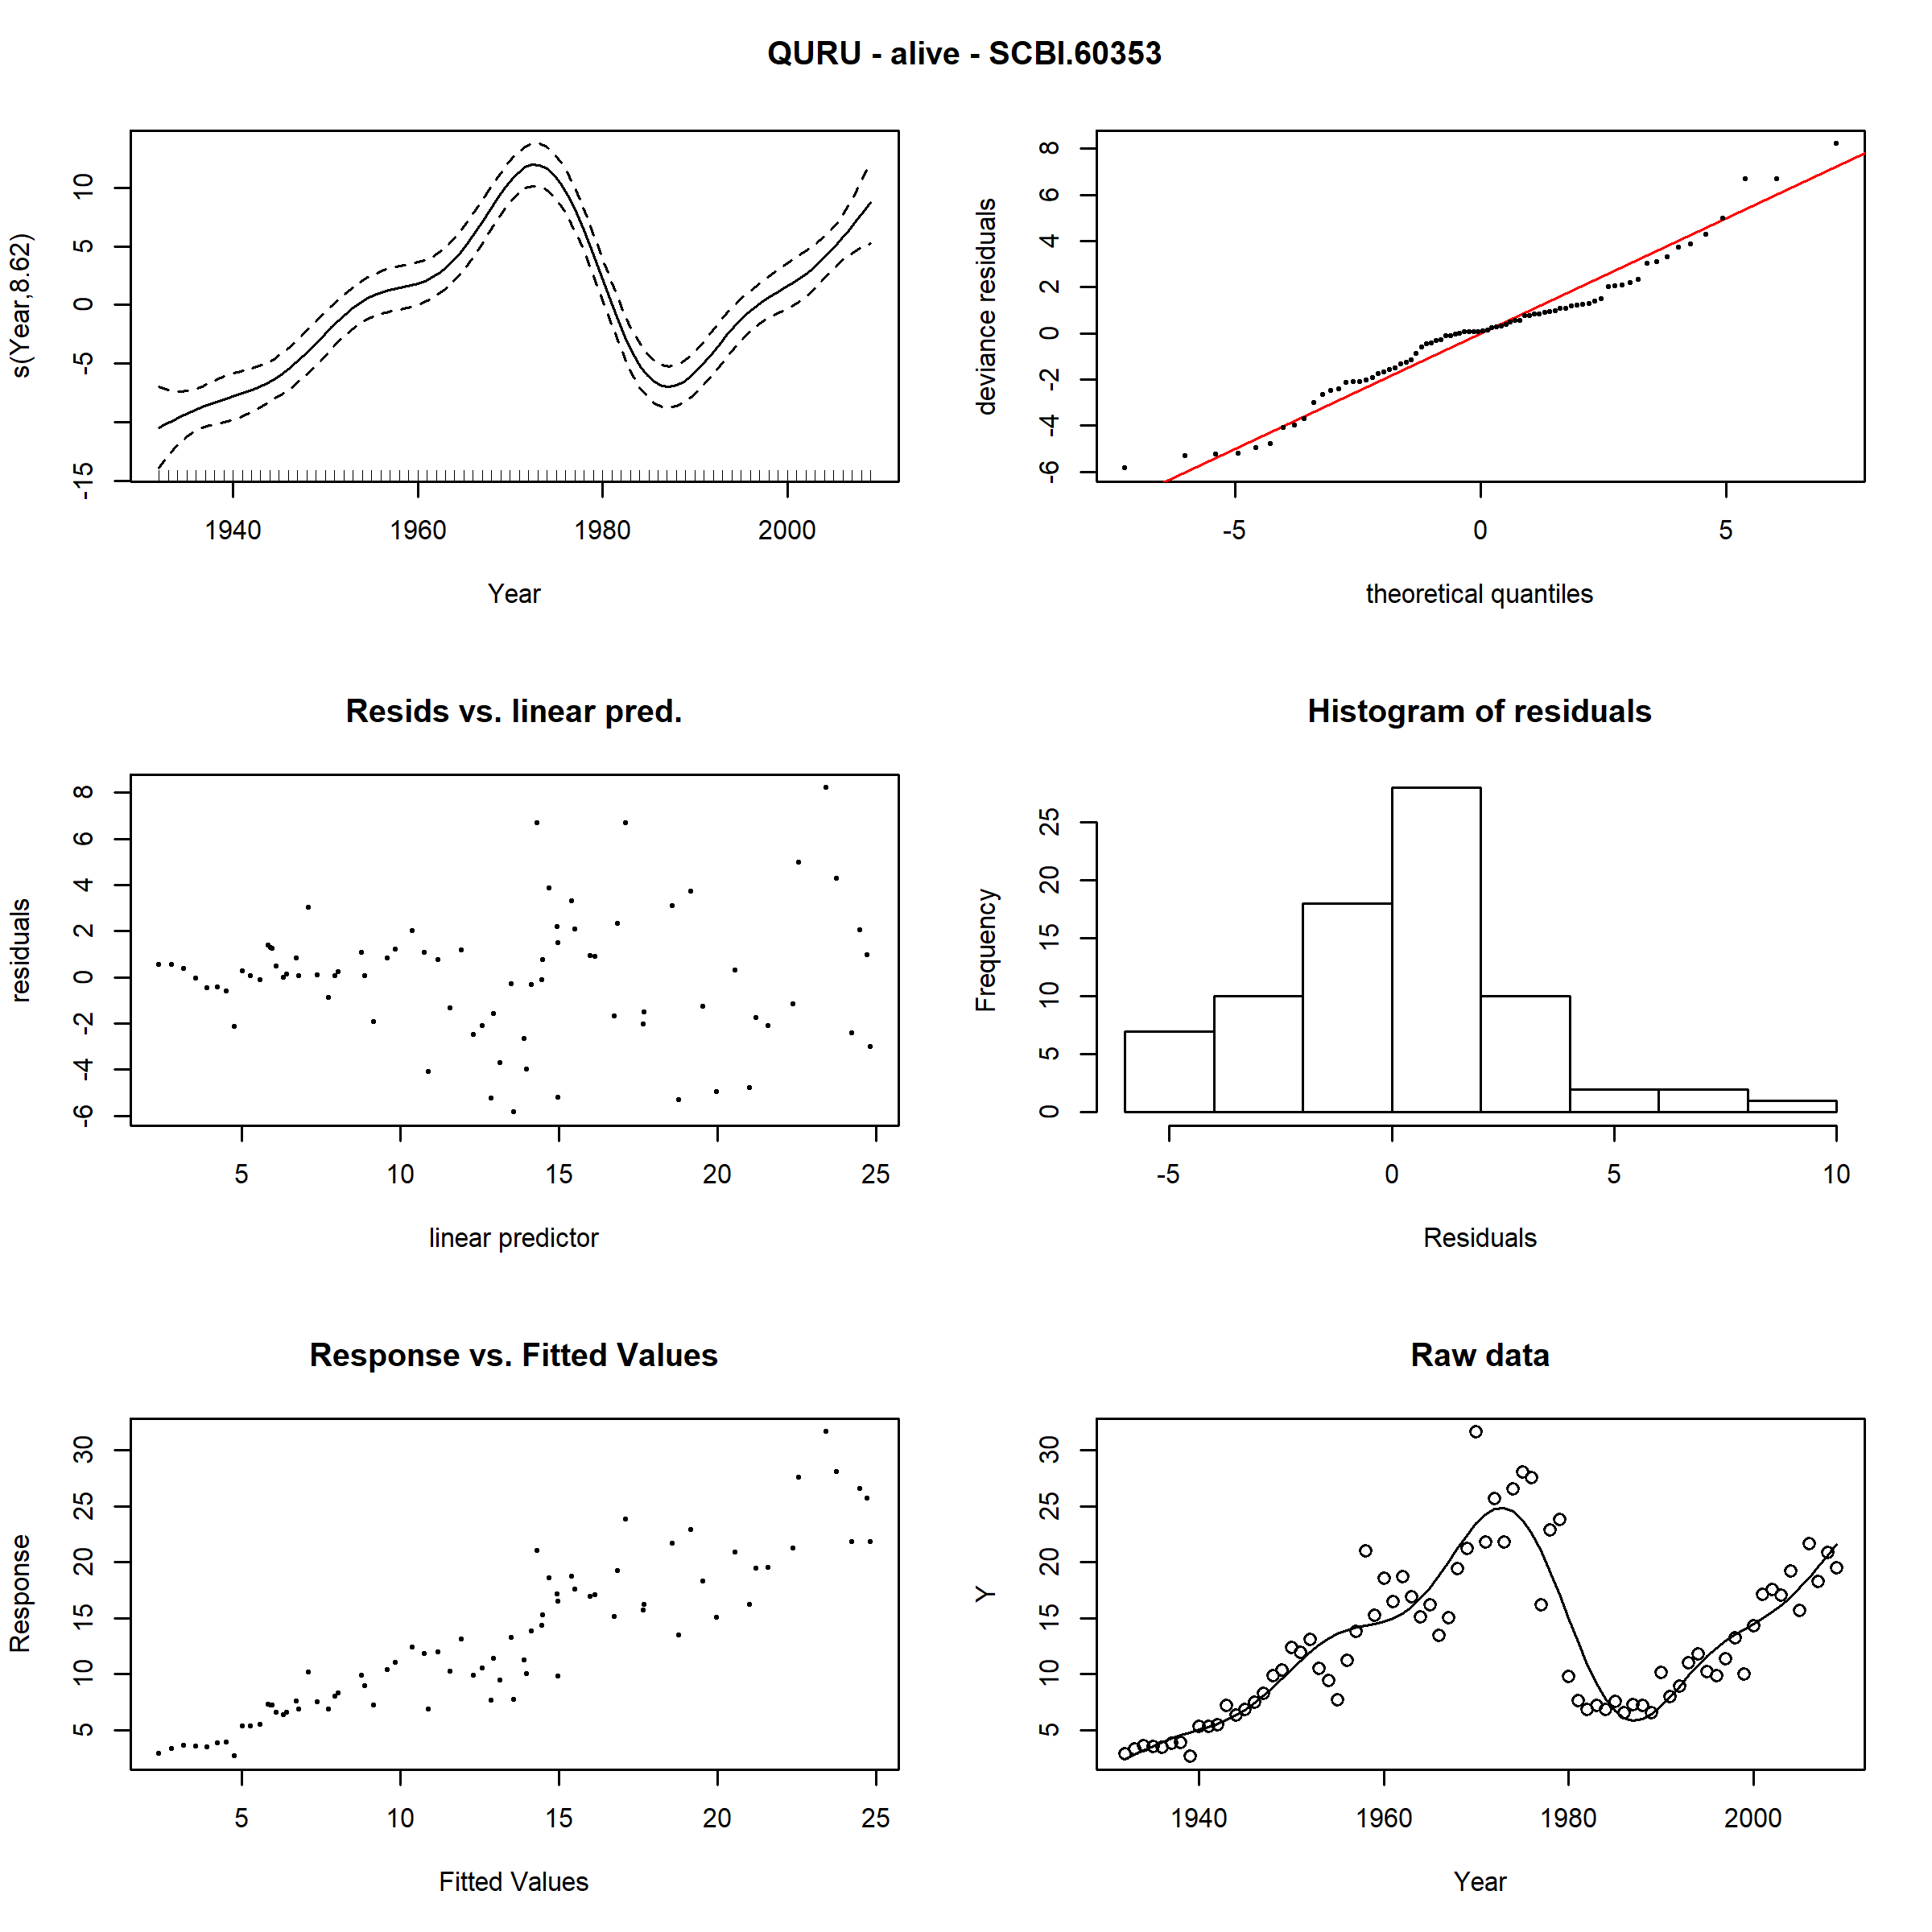 QURU - alive - SCBI.60353
s(Year,8.62)
10
5
0
-5
-15
1940 1960 1980 2000
Year
deviance residuals
8
6
4
2
0
-2
-4
-6
-5 0 5
theoretical quantiles
Resids vs. linear pred.
residuals
8
6
4
2
0
-2
-4
-6
5 10 15 20 25
linear predictor
Histogram of residuals
Frequency
25
20
15
10
5
0
-5 0 5 10
Residuals
Response vs. Fitted Values
Response
30
25
20
15
10
5
5 10 15 20 25
Fitted Values
Raw data
Y
30
25
20
15
10
5
1940 1960 1980 2000
Year